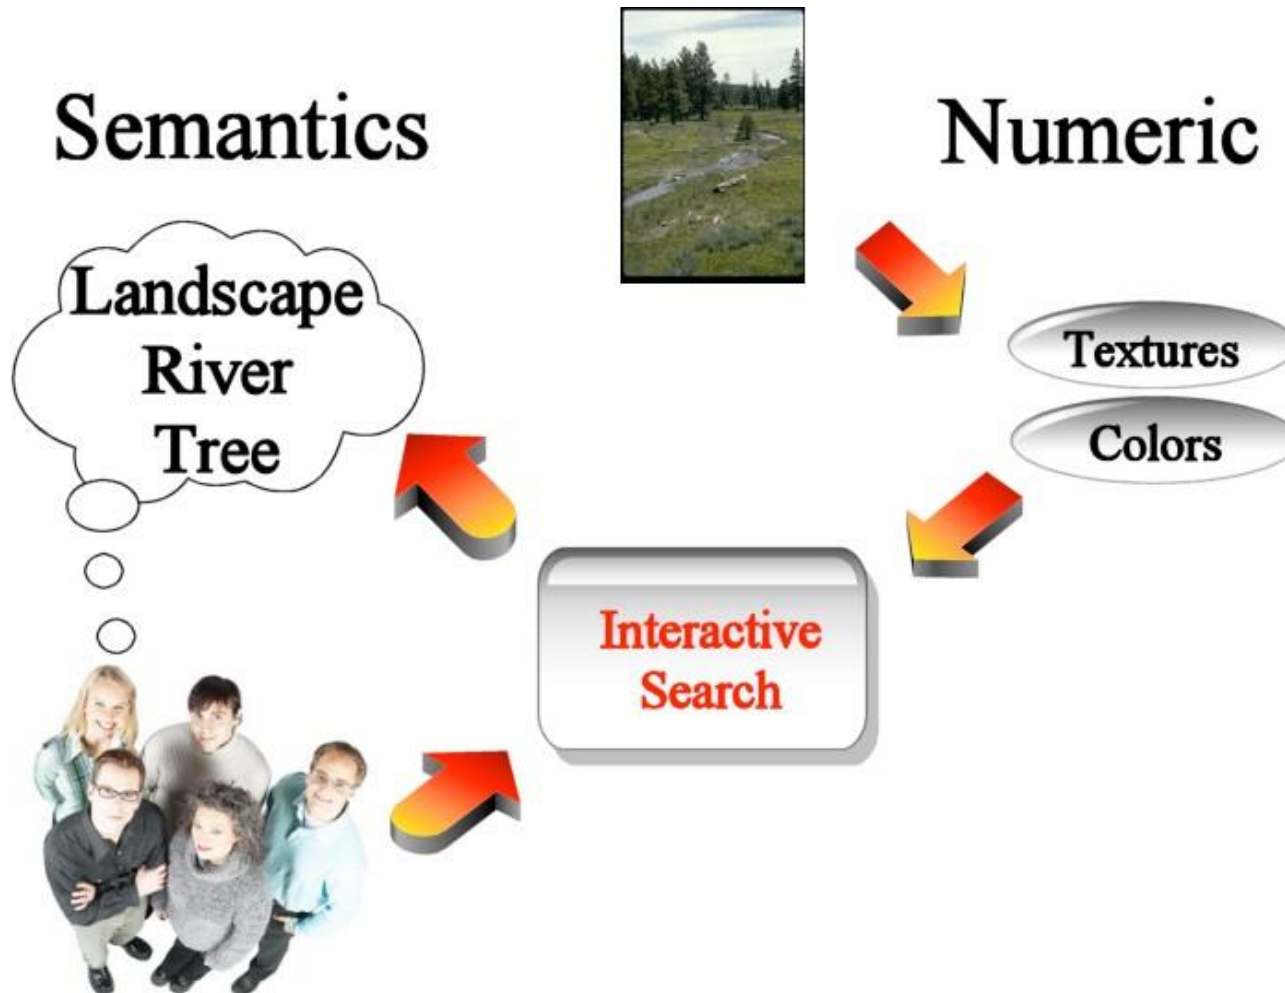 Semantics
Numeric
Landscape
River
Tree
Textures
Colors
Interactive
Search